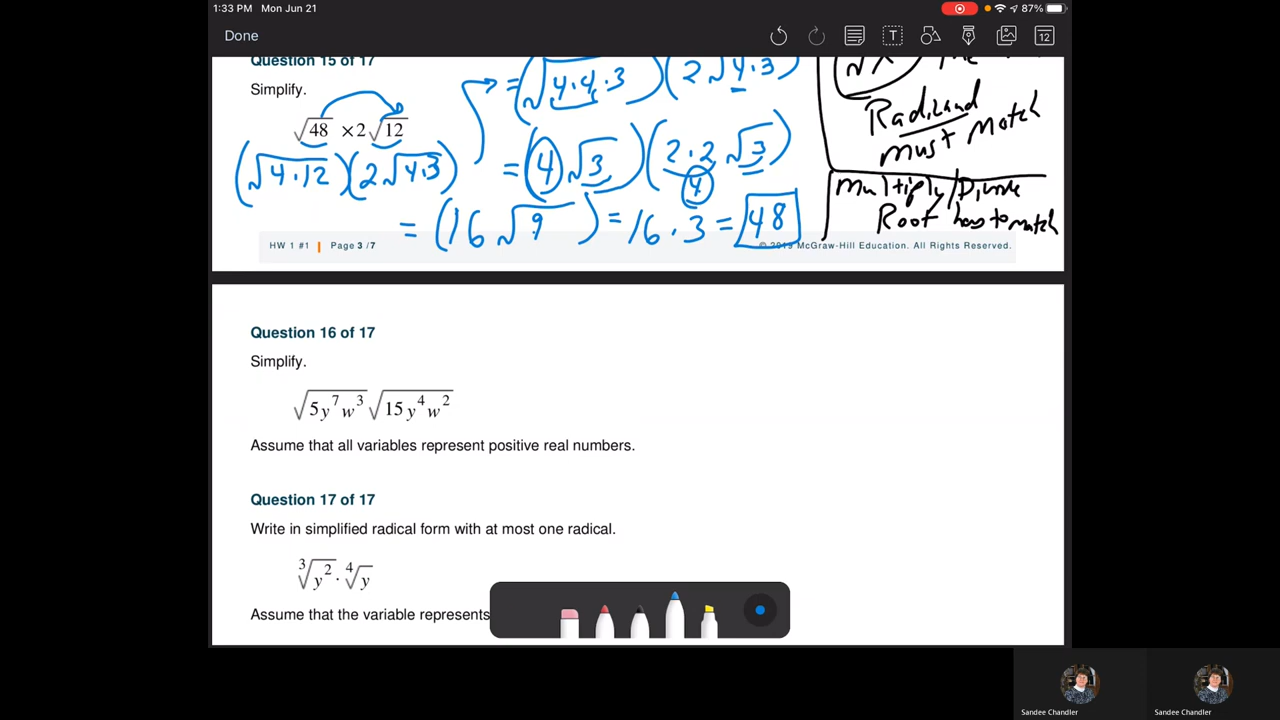 1:33 PM Mon Jun 21
87%
Done
T
12
Question 15 of 17
Simplify.
√48 ×2√12
= (√4·4·3)(2√4·3)
(√4·12)(2√4·3)
= (4√3)(2·2√3)
4
= (16√9) = 16·3 = 48
Radicand
must match
Multiply/Divide
Root has to match
HW 1 #1 | Page 3 /7
McGraw-Hill Education. All Rights Reserved.
Question 16 of 17
Simplify.
√5y⁷w³ √15y⁴w²
Assume that all variables represent positive real numbers.
Question 17 of 17
Write in simplified radical form with at most one radical.
∛y² · ∜y
Assume that the variable represents
Sandee Chandler
Sandee Chandler